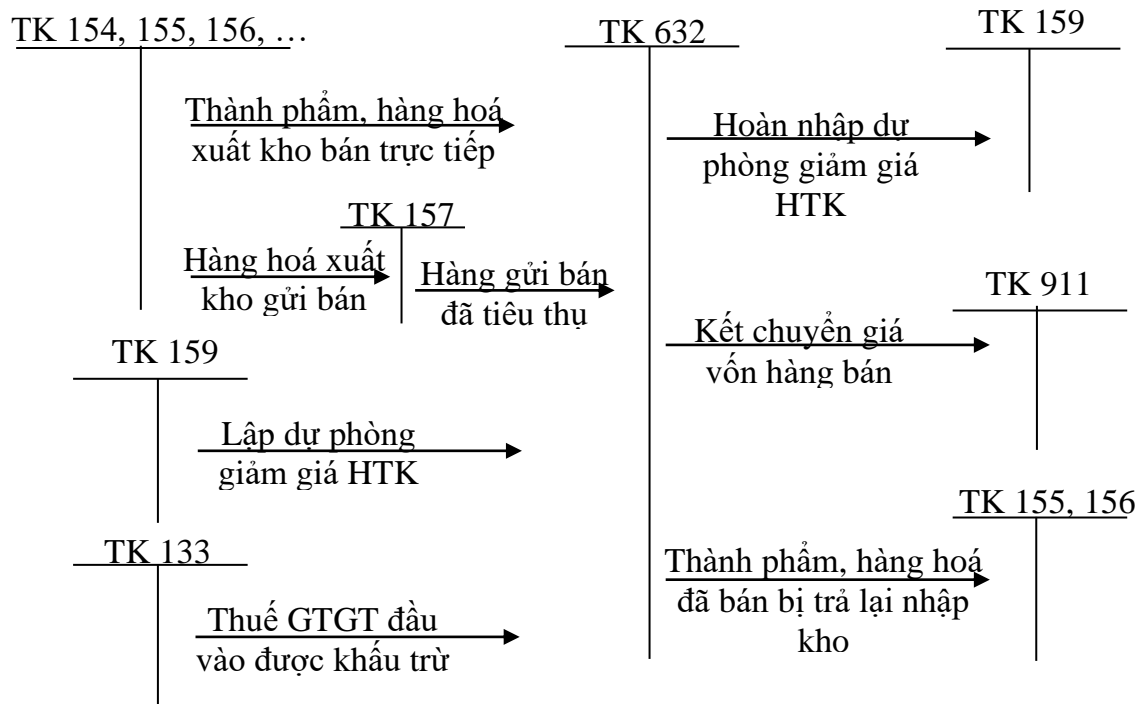 TK 154, 155, 156, …
TK 632
TK 159
Thành phẩm, hàng hoá
xuất kho bán trực tiếp
Hoàn nhập dự
phòng giảm giá
HTK
TK 157
Hàng hoá xuất
kho gửi bán
Hàng gửi bán
đã tiêu thụ
TK 911
Kết chuyển giá
vốn hàng bán
TK 159
Lập dự phòng
giảm giá HTK
TK 155, 156
TK 133
Thành phẩm, hàng hoá
đã bán bị trả lại nhập
kho
Thuế GTGT đầu
vào được khấu trừ